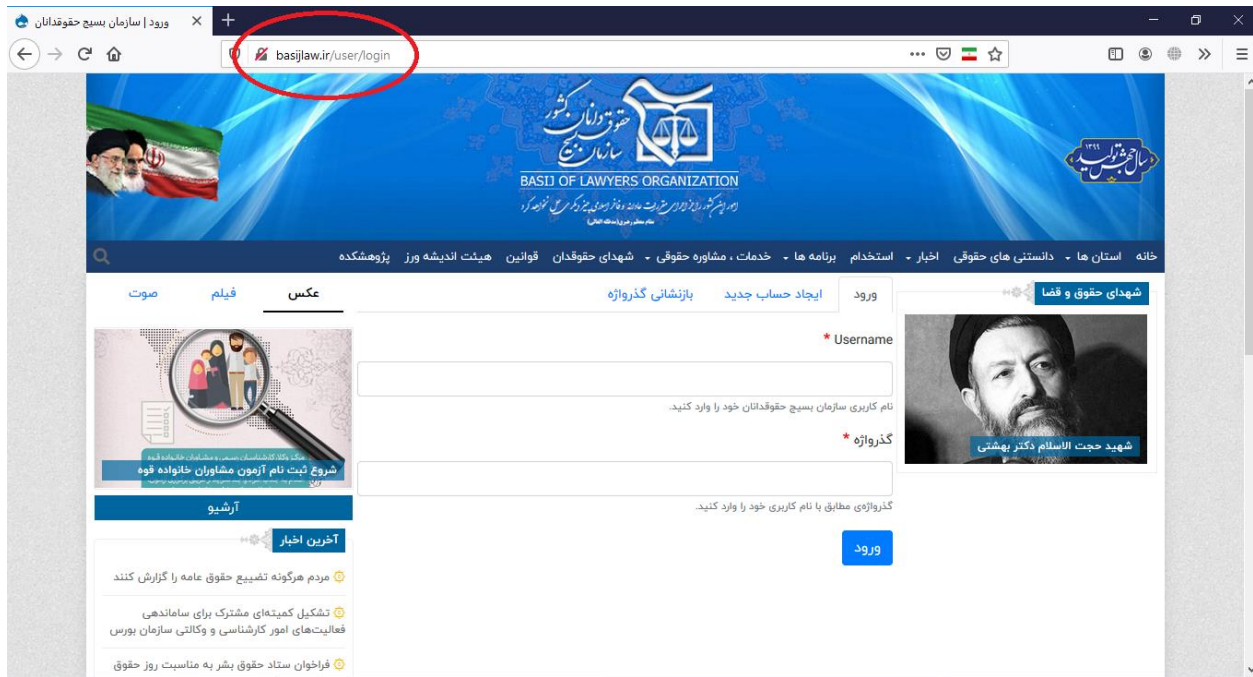 ورود | سازمان بسیج حقوقدانان
basijlaw.ir/user/login
حقوقدانان کشور
سازمان بسیج
BASIJ OF LAWYERS ORGANIZATION
سال جهش تولید
۱۳۹۹
خانه استان ها دانستنی های حقوقی اخبار استخدام برنامه ها خدمات ، مشاوره حقوقی شهدای حقوقدان قوانین هیئت اندیشه ورز پژوهشکده
شهدای حقوق و قضا
شهید حجت الاسلام دکتر بهشتی
ورود ایجاد حساب جدید بازنشانی گذرواژه
Username *
نام کاربری سازمان بسیج حقوقدانان خود را وارد کنید.
گذرواژه *
گذرواژه‌ی مطابق با نام کاربری خود را وارد کنید.
ورود
عکس فیلم صوت
شروع ثبت نام آزمون مشاوران خانواده قوه
آرشیو
آخرین اخبار
مردم هرگونه تضییع حقوق عامه را گزارش کنند
تشکیل کمیته‌ای مشترک برای ساماندهی
فعالیت‌های امور کارشناسی و وکالتی سازمان بورس
فراخوان ستاد حقوق بشر به مناسبت روز حقوق